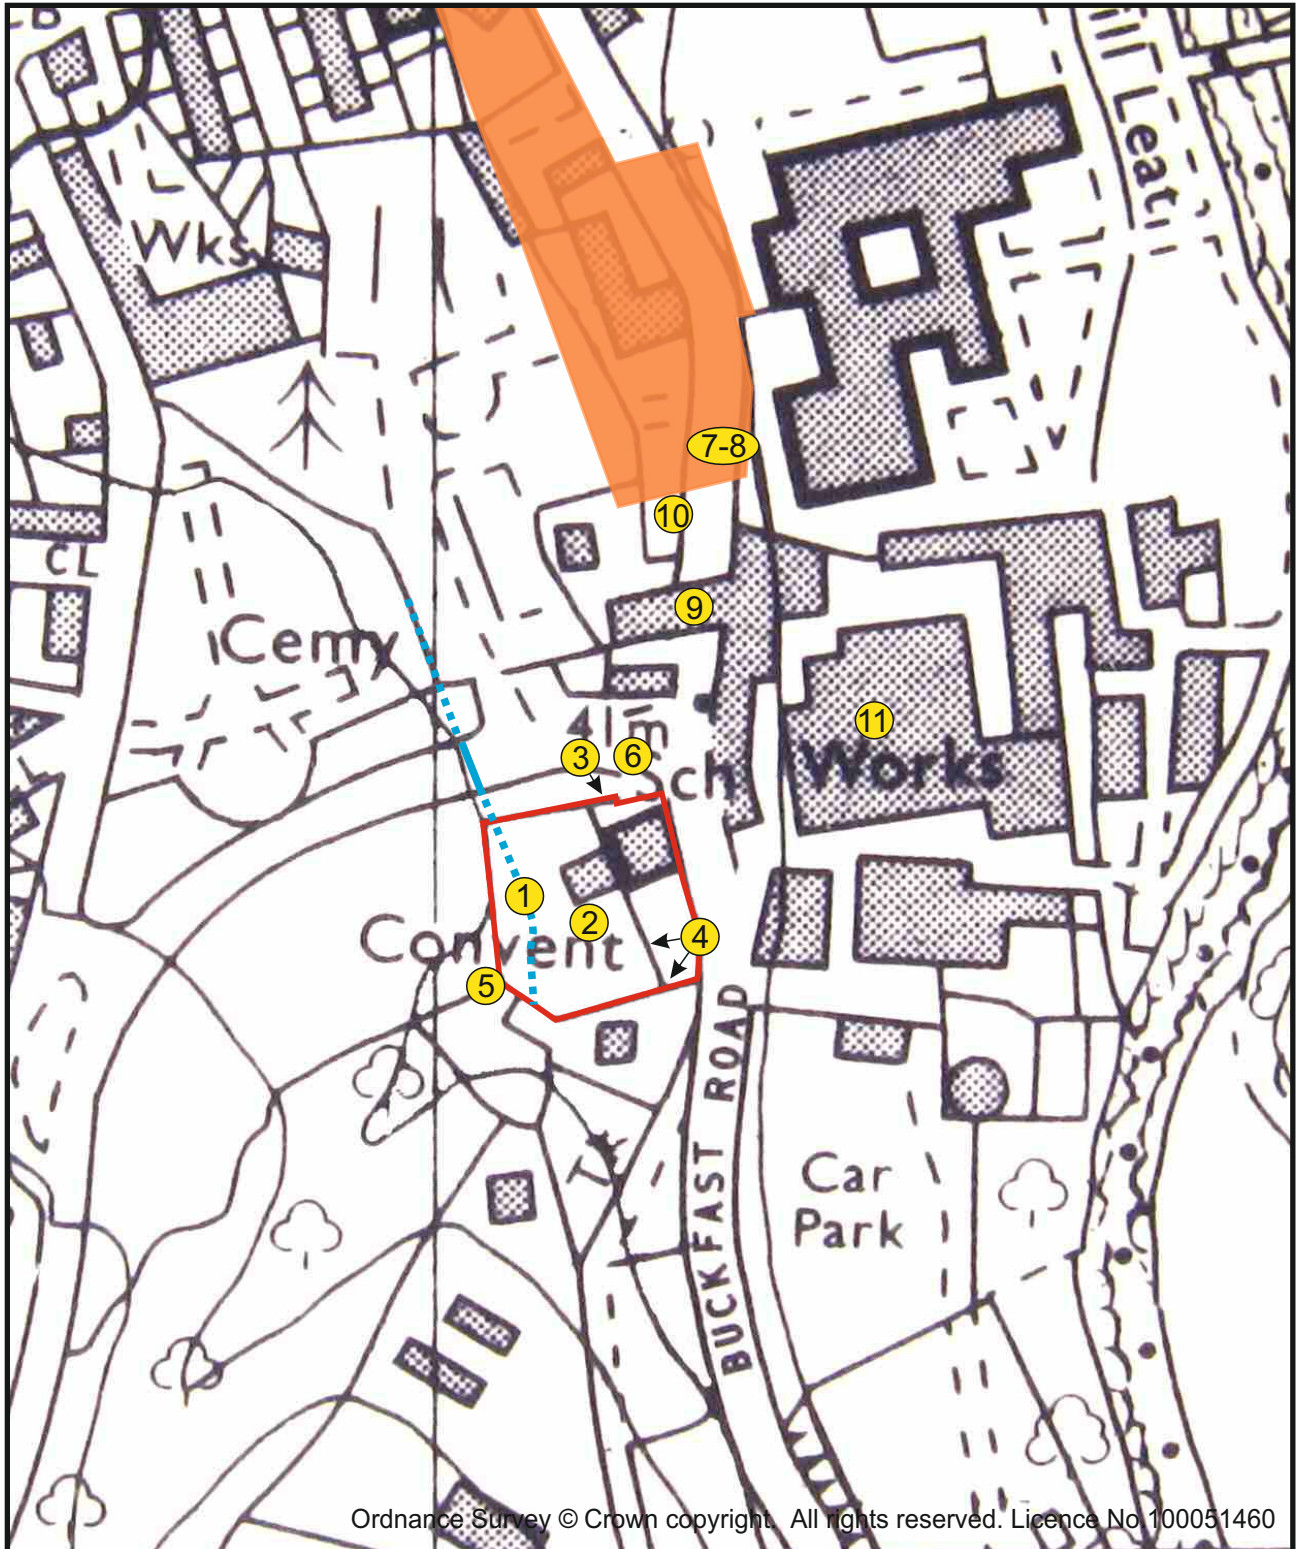 Leat
Wks
7-8
10
CL
9
Cemy
41m
11
3
6
Sch
Works
1
2
Convent
4
5
BUCKFAST ROAD
Car
Park
Ordnance Survey © Crown copyright. All rights reserved. Licence No.100051460